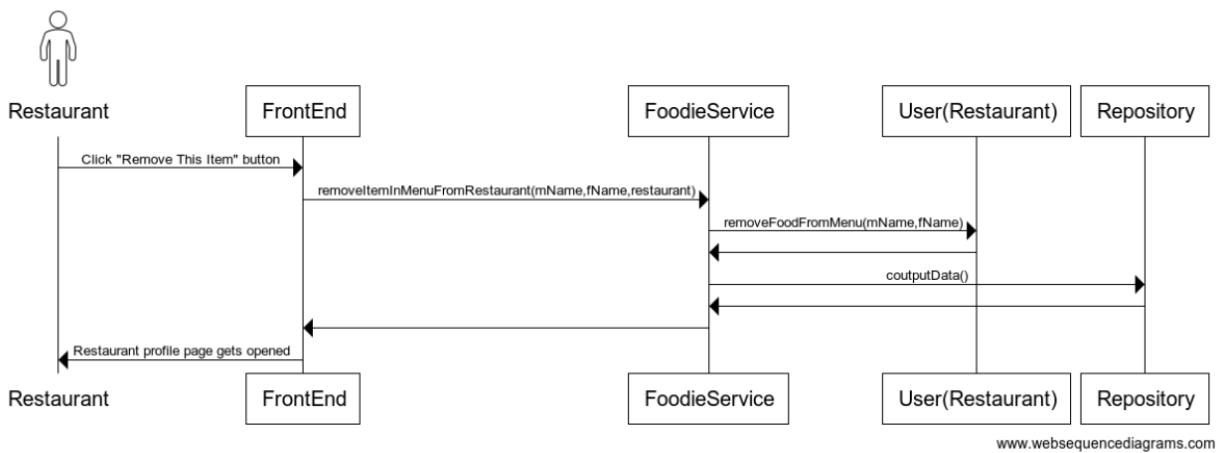 Restaurant FrontEnd FoodieService User(Restaurant) Repository
Click "Remove This Item" button
removeItemInMenuFromRestaurant(mName,fName,restaurant)
removeFoodFromMenu(mName,fName)
coutputData()
Restaurant profile page gets opened
Restaurant FrontEnd FoodieService User(Restaurant) Repository
www.websequencediagrams.com